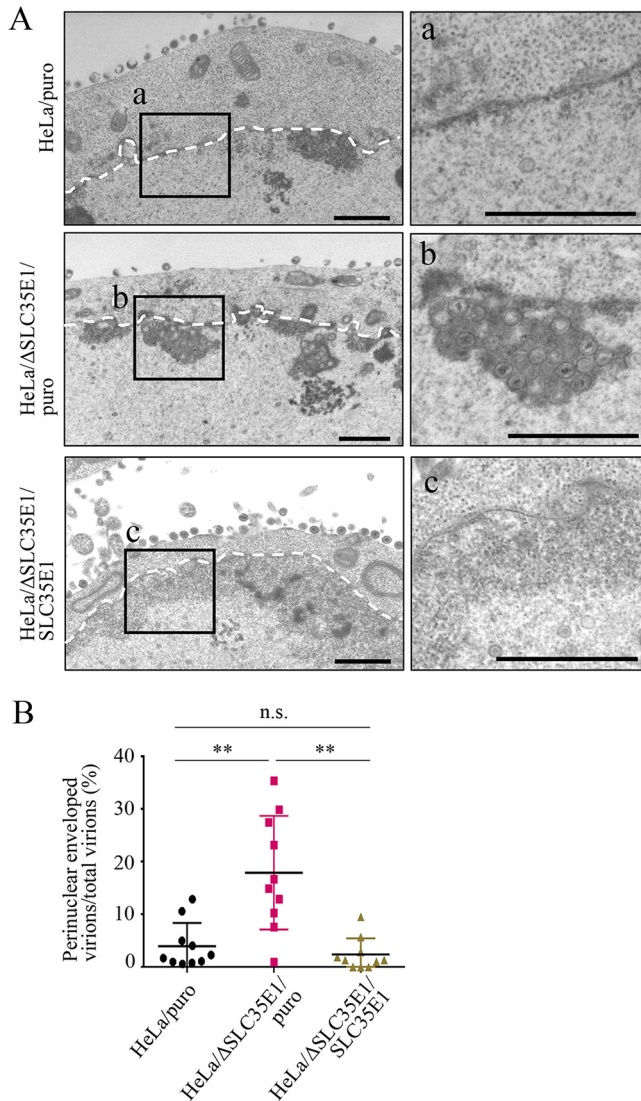 A
HeLa/puro
a
a
HeLa/ΔSLC35E1/
puro
b
b
HeLa/ΔSLC35E1/
SLC35E1
c
c
B
n.s.
** **
Perinuclear enveloped
virions/total virions (%)
40
30
20
10
0
HeLa/puro
HeLa/ΔSLC35E1/
puro
HeLa/ΔSLC35E1/
SLC35E1